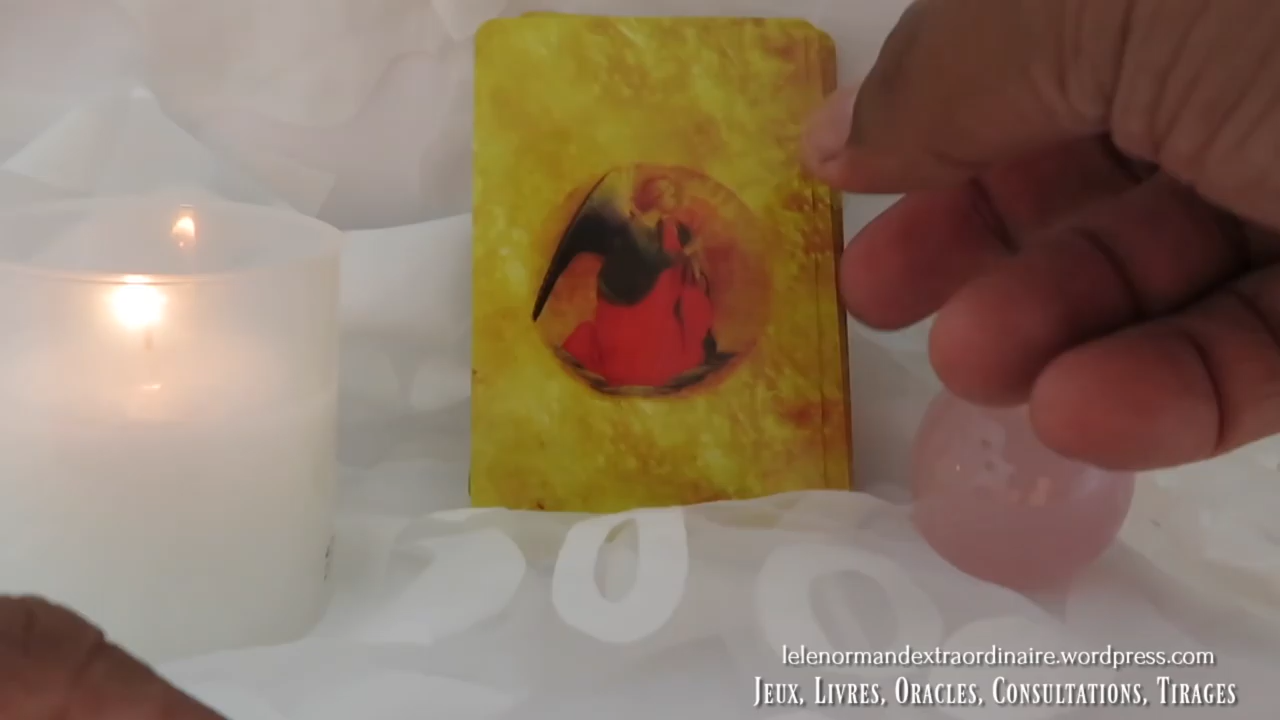 lelenormandextraordinaire.wordpress.com
Jeux, Livres, Oracles, Consultations, Tirages